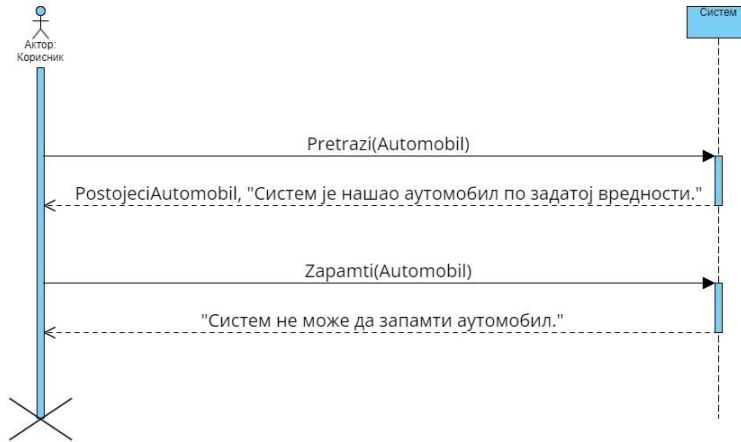 Актор:
Корисник
Систем
Pretrazi(Automobil)
PostojeciAutomobil, "Систем је нашао аутомобил по задатој вредности."
Zapamti(Automobil)
"Систем не може да запамти аутомобил."